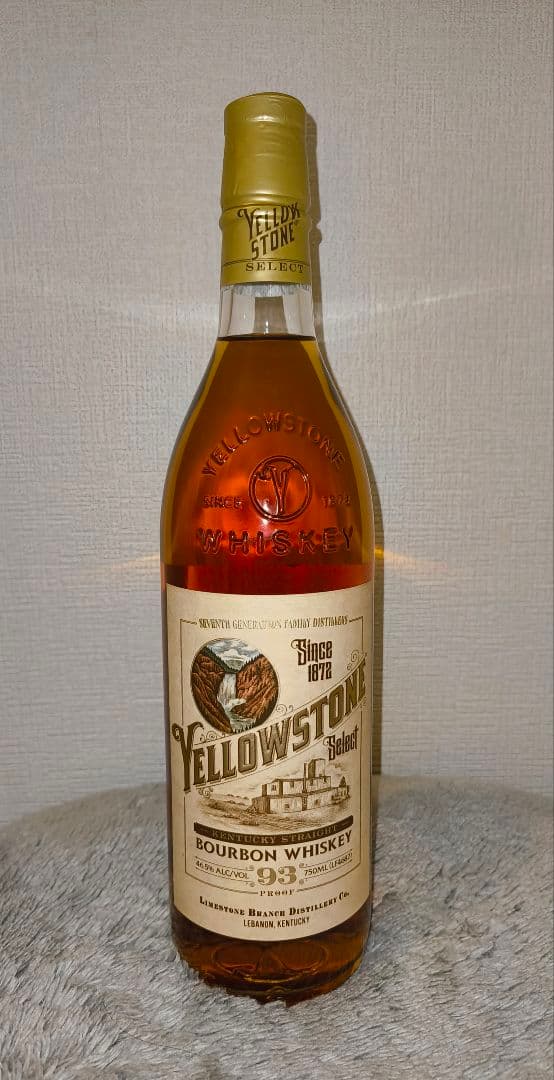 YELLOW
STONE
SELECT
YELLOWSTONE
SINCE Y 1872
WHISKEY
SEVENTH GENERATION FAMILY DISTILLERS
Since
1872
YELLOWSTONE
Select
KENTUCKY STRAIGHT
BOURBON WHISKEY
46.5% ALC/VOL 93 750ML (LF4682)
PROOF
LIMESTONE BRANCH DISTILLERY CO.
LEBANON, KENTUCKY